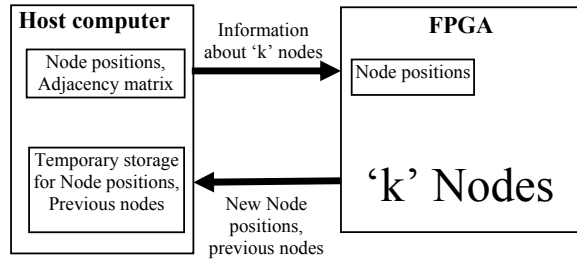 Host computer
Node positions,
Adjacency matrix
Temporary storage
for Node positions,
Previous nodes
Information
about ‘k’ nodes
New Node
positions,
previous nodes
FPGA
Node positions
‘k’ Nodes